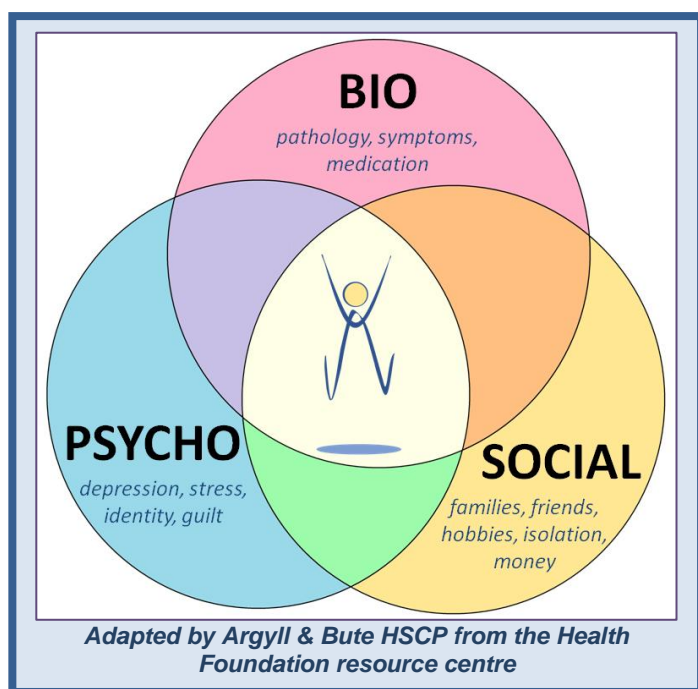 BIO
pathology, symptoms,
medication
PSYCHO
depression, stress,
identity, guilt
SOCIAL
families, friends,
hobbies, isolation,
money
Adapted by Argyll & Bute HSCP from the Health
Foundation resource centre